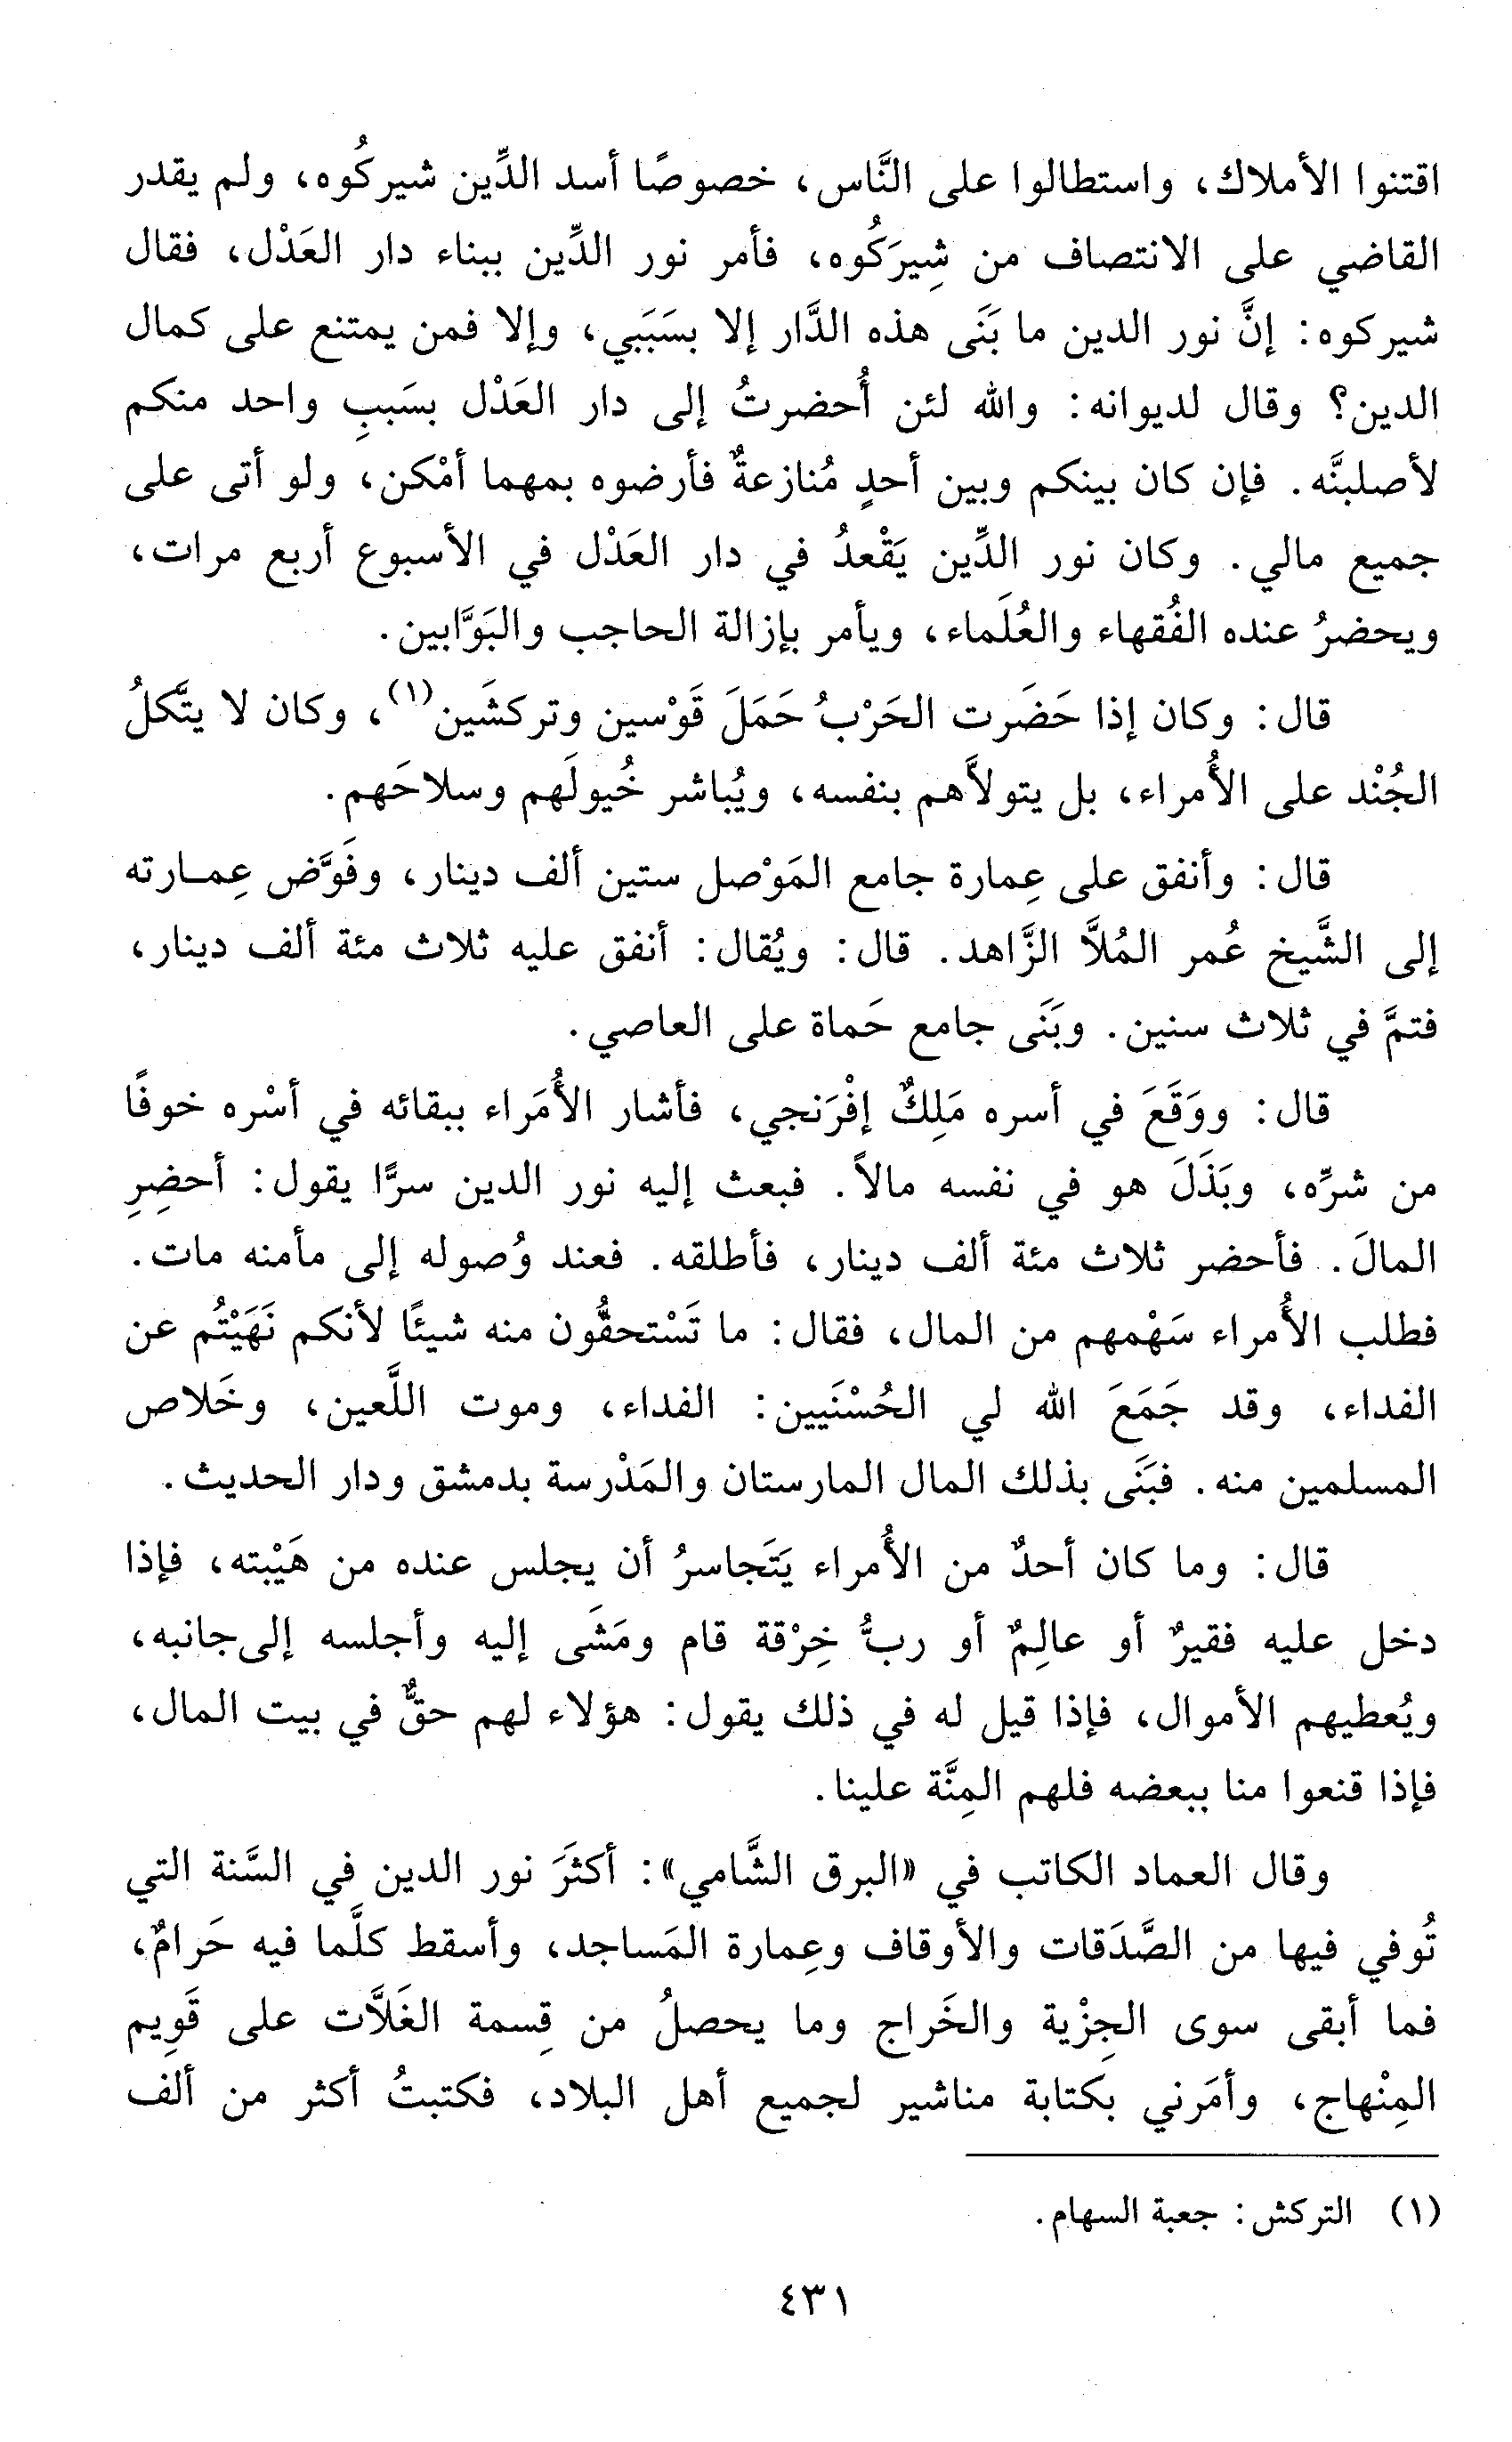 اقتنوا الأملاك، واستطالوا على النَّاس، خصوصًا أسد الدِّين شيركُوه، ولم يقدر
القاضي على الانتصاف من شِيرَكُوه، فأمر نور الدِّين ببناء دار العَدْل، فقال
شيركوه: إنَّ نور الدين ما بَنَى هذه الدَّار إلا بسَبَبي، وإلا فمن يمتنع على كمال
الدين؟ وقال لديوانه: والله لئن أُحضرتُ إلى دار العَدْل بسَببِ واحد منكم
لأصلبنَّه. فإن كان بينكم وبين أحدٍ مُنازعةٌ فأرضوه بمهما أمْكن، ولو أتى على
جميع مالي. وكان نور الدِّين يَقْعدُ في دار العَدْل في الأسبوع أربع مرات،
ويحضرُ عنده الفُقهاء والعُلَماء، ويأمر بإزالة الحاجب والبَوَّابين.
قال: وكان إذا حَضَرت الحَرْبُ حَمَلَ قَوْسين وتركشَين(١)، وكان لا يتَّكلُ
الجُنْد على الأُمراء، بل يتولاَّهم بنفسه، ويُباشر خُيولَهم وسلاحَهم.
قال: وأنفق على عِمارة جامع المَوْصل ستين ألف دينار، وفَوَّض عِمـارته
إلى الشَّيخ عُمر المُلاَّ الزَّاهد. قال: ويُقال: أنفق عليه ثلاث مئة ألف دينار،
فتمَّ في ثلاث سنين. وبَنَى جامع حَماة على العاصي.
قال: ووَقَعَ في أسره مَلِكٌ إفْرَنجي، فأشار الأُمَراء ببقائه في أسْره خوفًا
من شرِّه، وبَذَلَ هو في نفسه مالاً. فبعث إليه نور الدين سرًّا يقول: أحضِرِ
المالَ. فأحضر ثلاث مئة ألف دينار، فأطلقه. فعند وُصوله إلى مأمنه مات.
فطلب الأُمراء سَهْمهم من المال، فقال: ما تَسْتحقُّون منه شيئًا لأنكم نَهَيْتُم عن
الفداء، وقد جَمَعَ الله لي الحُسْنَيين: الفداء، وموت اللَّعين، وخَلاص
المسلمين منه. فبَنَى بذلك المال المارستان والمَدْرسة بدمشق ودار الحديث.
قال: وما كان أحدٌ من الأُمراء يَتَجاسرُ أن يجلس عنده من هَيْبته، فإذا
دخل عليه فقيرٌ أو عالِمٌ أو ربُّ خِرْقة قام ومَشَى إليه وأجلسه إلى جانبه،
ويُعطيهم الأموال، فإذا قيل له في ذلك يقول: هؤلاء لهم حقٌّ في بيت المال،
فإذا قنعوا منا ببعضه فلهم المِنَّة علينا.
وقال العماد الكاتب في «البرق الشَّامي»: أكثَرَ نور الدين في السَّنة التي
تُوفي فيها من الصَّدَقات والأوقاف وعِمارة المَساجد، وأسقط كلَّما فيه حَرامٌ،
فما أبقى سوى الجِزْية والخَراج وما يحصلُ من قِسمة الغَلاَّت على قَوِيم
المِنْهاج، وأمَرني بكتابة مناشير لجميع أهل البلاد، فكتبتُ أكثر من ألف
(١) التركش: جعبة السهام.
٤٣١